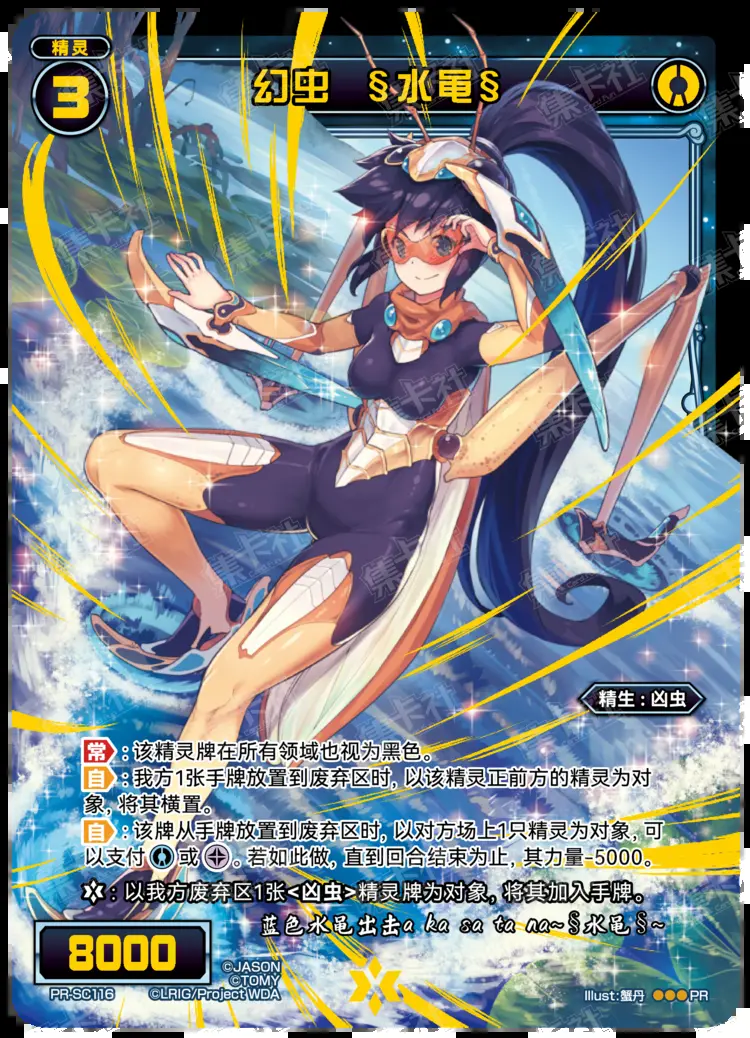 精灵
3
幻虫 §水黾§
精生:凶虫
常:该精灵牌在所有领域也视为黑色。
自:我方1张手牌放置到废弃区时,以该精灵正前方的精灵为对
象,将其横置。
自:该牌从手牌放置到废弃区时,以对方场上1只精灵为对象,可
以支付或。若如此做,直到回合结束为止,其力量-5000。
:以我方废弃区1张<凶虫>精灵牌为对象,将其加入手牌。
蓝色水黾出击a ka sa ta na~§水黾§~
8000
©JASON
©TOMY
PR-SC116 ©LRIG/Project WDA
Illust:蟹丹 PR
集卡社